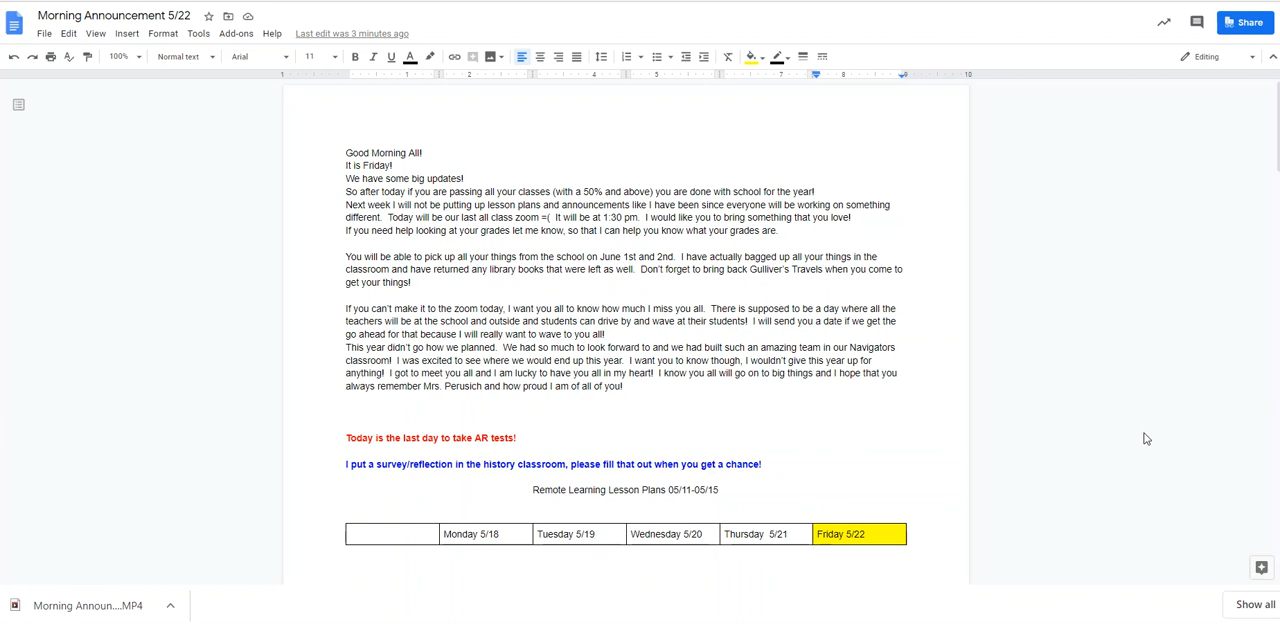 Morning Announcement 5/22
File Edit View Insert Format Tools Add-ons Help Last edit was 3 minutes ago
Share
100% Normal text Arial 11 B I U A Editing
1 1 2 3 4 5 6 7 8 9 10
Good Morning All!
It is Friday!
We have some big updates!
So after today if you are passing all your classes (with a 50% and above) you are done with school for the year!
Next week I will not be putting up lesson plans and announcements like I have been since everyone will be working on something
different. Today will be our last all class zoom =( It will be at 1:30 pm. I would like you to bring something that you love!
If you need help looking at your grades let me know, so that I can help you know what your grades are.
You will be able to pick up all your things from the school on June 1st and 2nd. I have actually bagged up all your things in the
classroom and have returned any library books that were left as well. Don't forget to bring back Gulliver's Travels when you come to
get your things!
If you can't make it to the zoom today, I want you all to know how much I miss you all. There is supposed to be a day where all the
teachers will be at the school and outside and students can drive by and wave at their students! I will send you a date if we get the
go ahead for that because I will really want to wave to you all!
This year didn't go how we planned. We had so much to look forward to and we had built such an amazing team in our Navigators
classroom! I was excited to see where we would end up this year. I want you to know though, I wouldn't give this year up for
anything! I got to meet you all and I am lucky to have you all in my heart! I know you all will go on to big things and I hope that you
always remember Mrs. Perusich and how proud I am of all of you!
Today is the last day to take AR tests!
I put a survey/reflection in the history classroom, please fill that out when you get a chance!
Remote Learning Lesson Plans 05/11-05/15
Monday 5/18 Tuesday 5/19 Wednesday 5/20 Thursday 5/21 Friday 5/22
Morning Announ....MP4
Show all